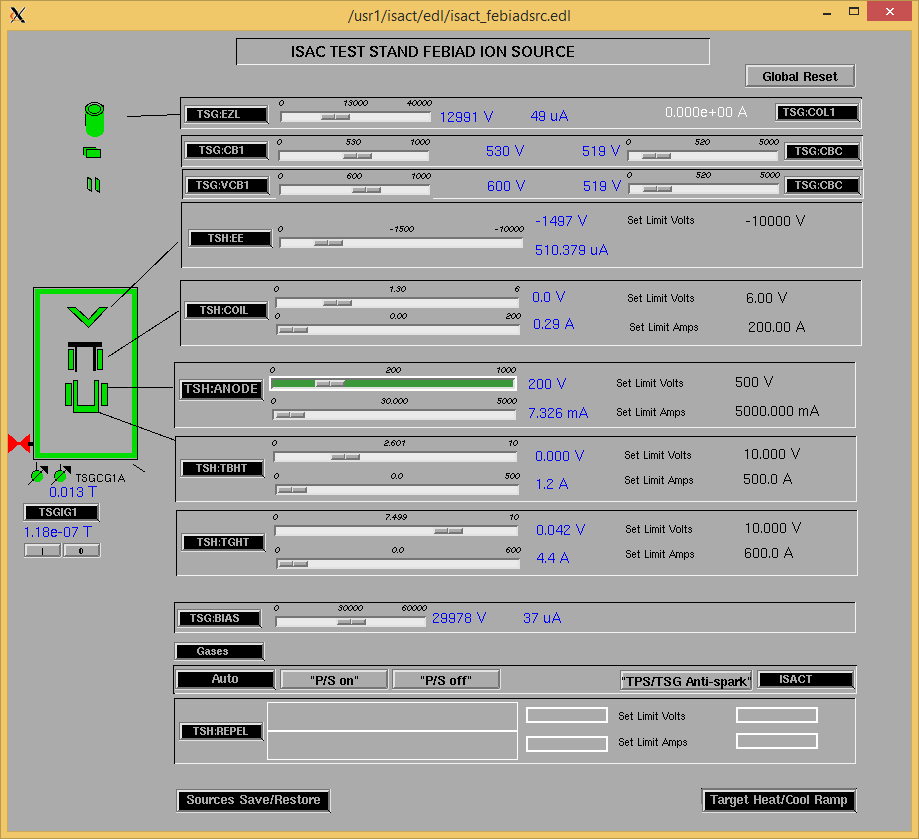 /usr1/isact/edl/isact_febiadsrc.edl
ISAC TEST STAND FEBIAD ION SOURCE
Global Reset
TSG:EZL 0 13000 40000 12991 V 49 uA 0.000e+00 A TSG:COL1
TSG:CB1 0 530 1000 530 V 519 V 0 520 5000 TSG:CBC
TSG:VCB1 0 600 1000 600 V 519 V 0 520 5000 TSG:CBC
TSH:EE 0 -1500 -10000 -1497 V Set Limit Volts -10000 V
510.379 uA
TSH:COIL 0 1.30 6 0.0 V Set Limit Volts 6.00 V
0 0.00 200 0.29 A Set Limit Amps 200.00 A
TSH:ANODE 0 200 1000 200 V Set Limit Volts 500 V
0 30.000 5000 7.326 mA Set Limit Amps 5000.000 mA
TSH:TBHT 0 2.601 10 0.000 V Set Limit Volts 10.000 V
0 0.0 500 1.2 A Set Limit Amps 500.0 A
TSGCG1A
0.013 T
TSGIG1
1.18e-07 T
I 0
TSH:TGHT 0 7.499 10 0.042 V Set Limit Volts 10.000 V
0 0.0 600 4.4 A Set Limit Amps 600.0 A
TSG:BIAS 0 30000 60000 29978 V 37 uA
Gases
Auto "P/S on" "P/S off" "TPS/TSG Anti-spark" ISACT
TSH:REPEL Set Limit Volts
Set Limit Amps
Sources Save/Restore Target Heat/Cool Ramp